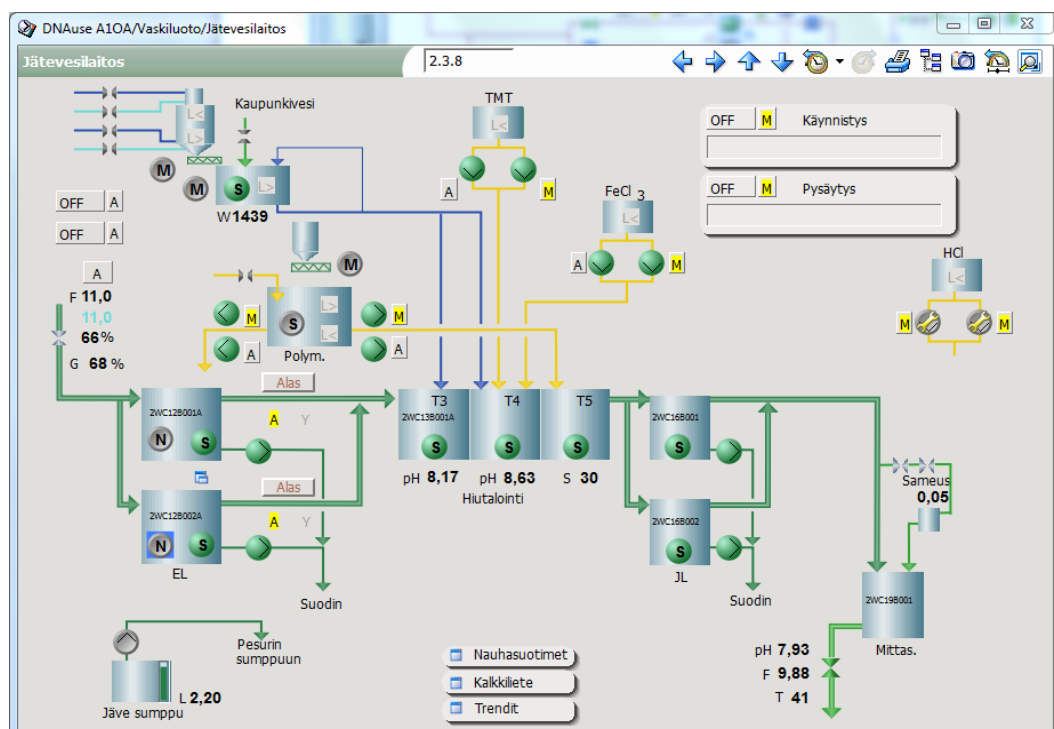 DNAuse A1OA/Vaskiluoto/Jätevesilaitos
Jätevesilaitos
2.3.8
Kaupunkivesi
L<
L>
M
M
S
L>
W1439
OFF A
OFF A
TMT
L<
A
M
FeCl 3
L<
A
M
OFF M Käynnistys
OFF M Pysäytys
HCl
L<
M
M
M
A
F 11,0
11,0
66%
G 68 %
M
A
S
L>
L<
M
A
Polym.
Alas
A Y
2WC12B001A
N
S
Alas
A Y
2WC12B002A
N
S
EL
Suodin
T3
2WC13B001A
S
pH 8,17
T4
S
pH 8,63
T5
S
S 30
Hiutalointi
2WC16B001
S
2WC16B002
S
JL
Suodin
Sameus
0,05
2WC19B001
Mittas.
pH 7,93
F 9,88
T 41
Pesurin
sumppuun
L 2,20
Jäve sumppu
Nauhasuotimet
Kalkkiliete
Trendit